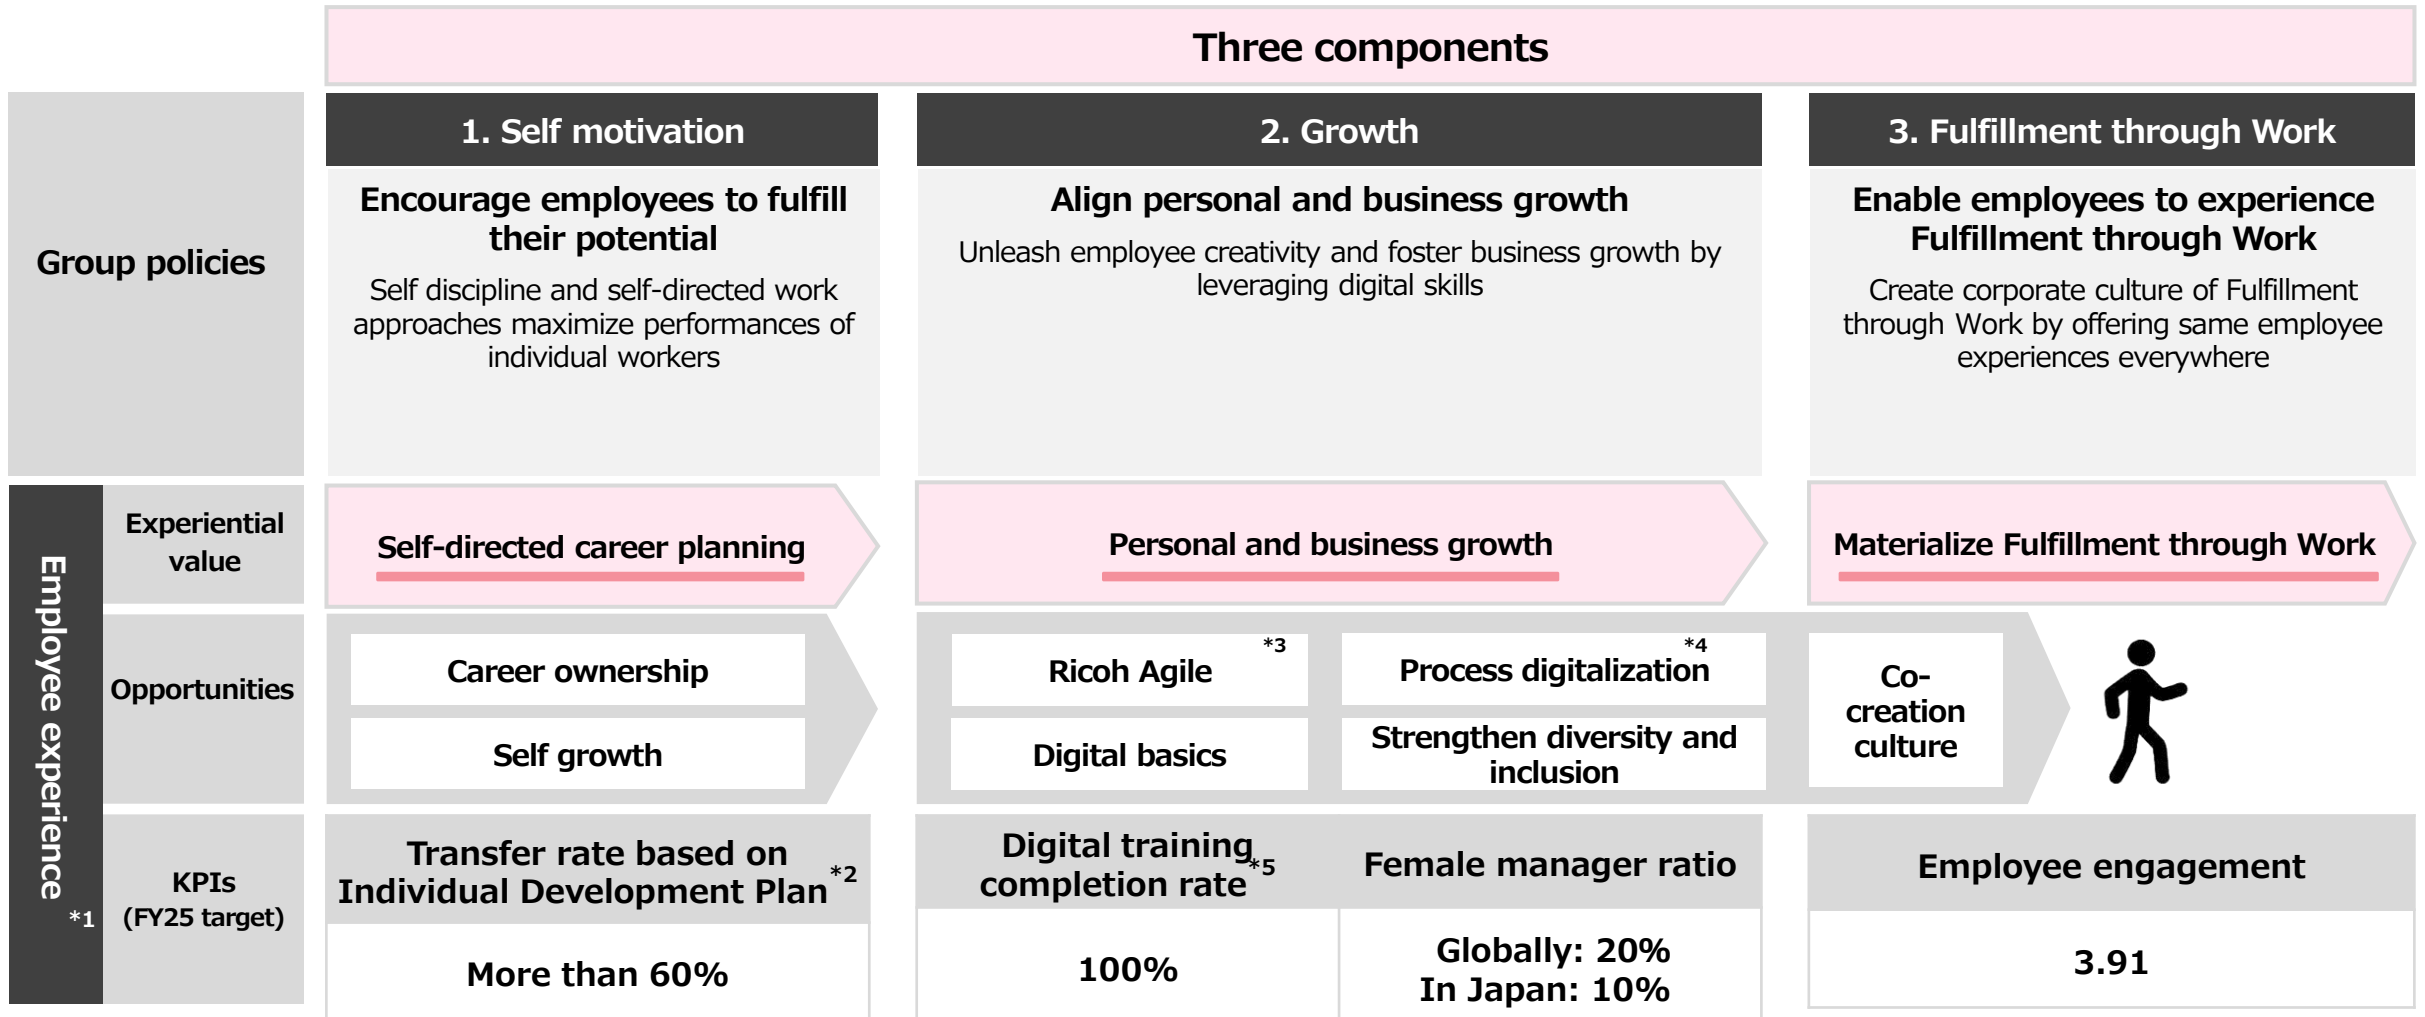 Three components
Group policies
1. Self motivation
Encourage employees to fulfill
their potential
Self discipline and self-directed work
approaches maximize performances of
individual workers
2. Growth
Align personal and business growth
Unleash employee creativity and foster business growth by
leveraging digital skills
3. Fulfillment through Work
Enable employees to experience
Fulfillment through Work
Create corporate culture of Fulfillment
through Work by offering same employee
experiences everywhere
Employee experience *1
Experiential
value
Self-directed career planning
Personal and business growth
Materialize Fulfillment through Work
Opportunities
Career ownership
Self growth
Ricoh Agile *3
Process digitalization *4
Digital basics
Strengthen diversity and
inclusion
Co-
creation
culture
KPIs
(FY25 target)
Transfer rate based on
Individual Development Plan *2
More than 60%
Digital training
completion rate *5
100%
Female manager ratio
Globally: 20%
In Japan: 10%
Employee engagement
3.91